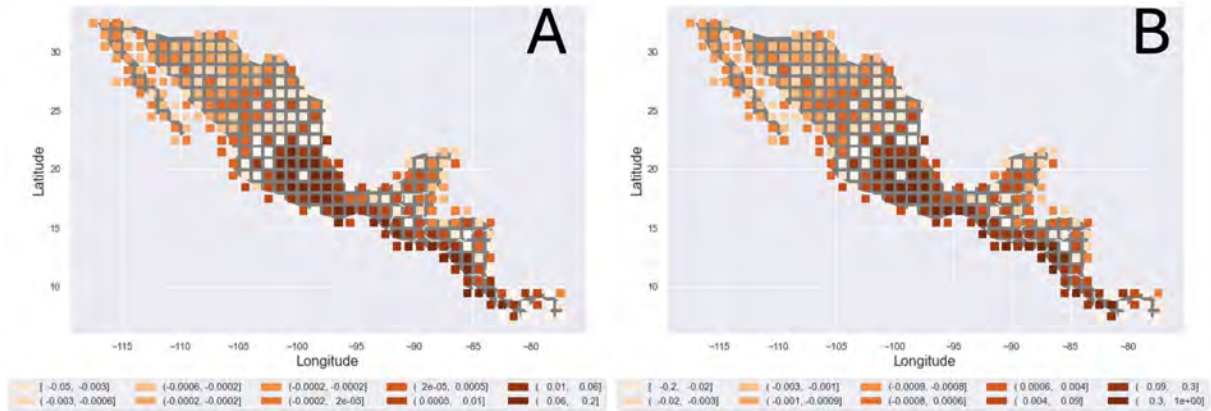 A
B
30
25
20
15
10
Latitude
−115
−110
−105
−100
−95
−90
−85
−80
Longitude
30
25
20
15
10
Latitude
−115
−110
−105
−100
−95
−90
−85
−80
Longitude
[ -0.05, -0.003] (-0.0006, -0.0002] (-0.0002, -0.0002] ( 2e-05, 0.0005] ( 0.01, 0.06]
(-0.003, -0.0006] (-0.0002, -0.0002] (-0.0002, 2e-05] ( 0.0005, 0.01] ( 0.06, 0.2]
[ -0.2, -0.02] (-0.003, -0.001] (-0.0009, -0.0008] ( 0.0006, 0.004] ( 0.09, 0.3]
(-0.02, -0.003] (-0.001, -0.0009] (-0.0008, 0.0006] ( 0.004, 0.09] ( 0.3, 1e+00]